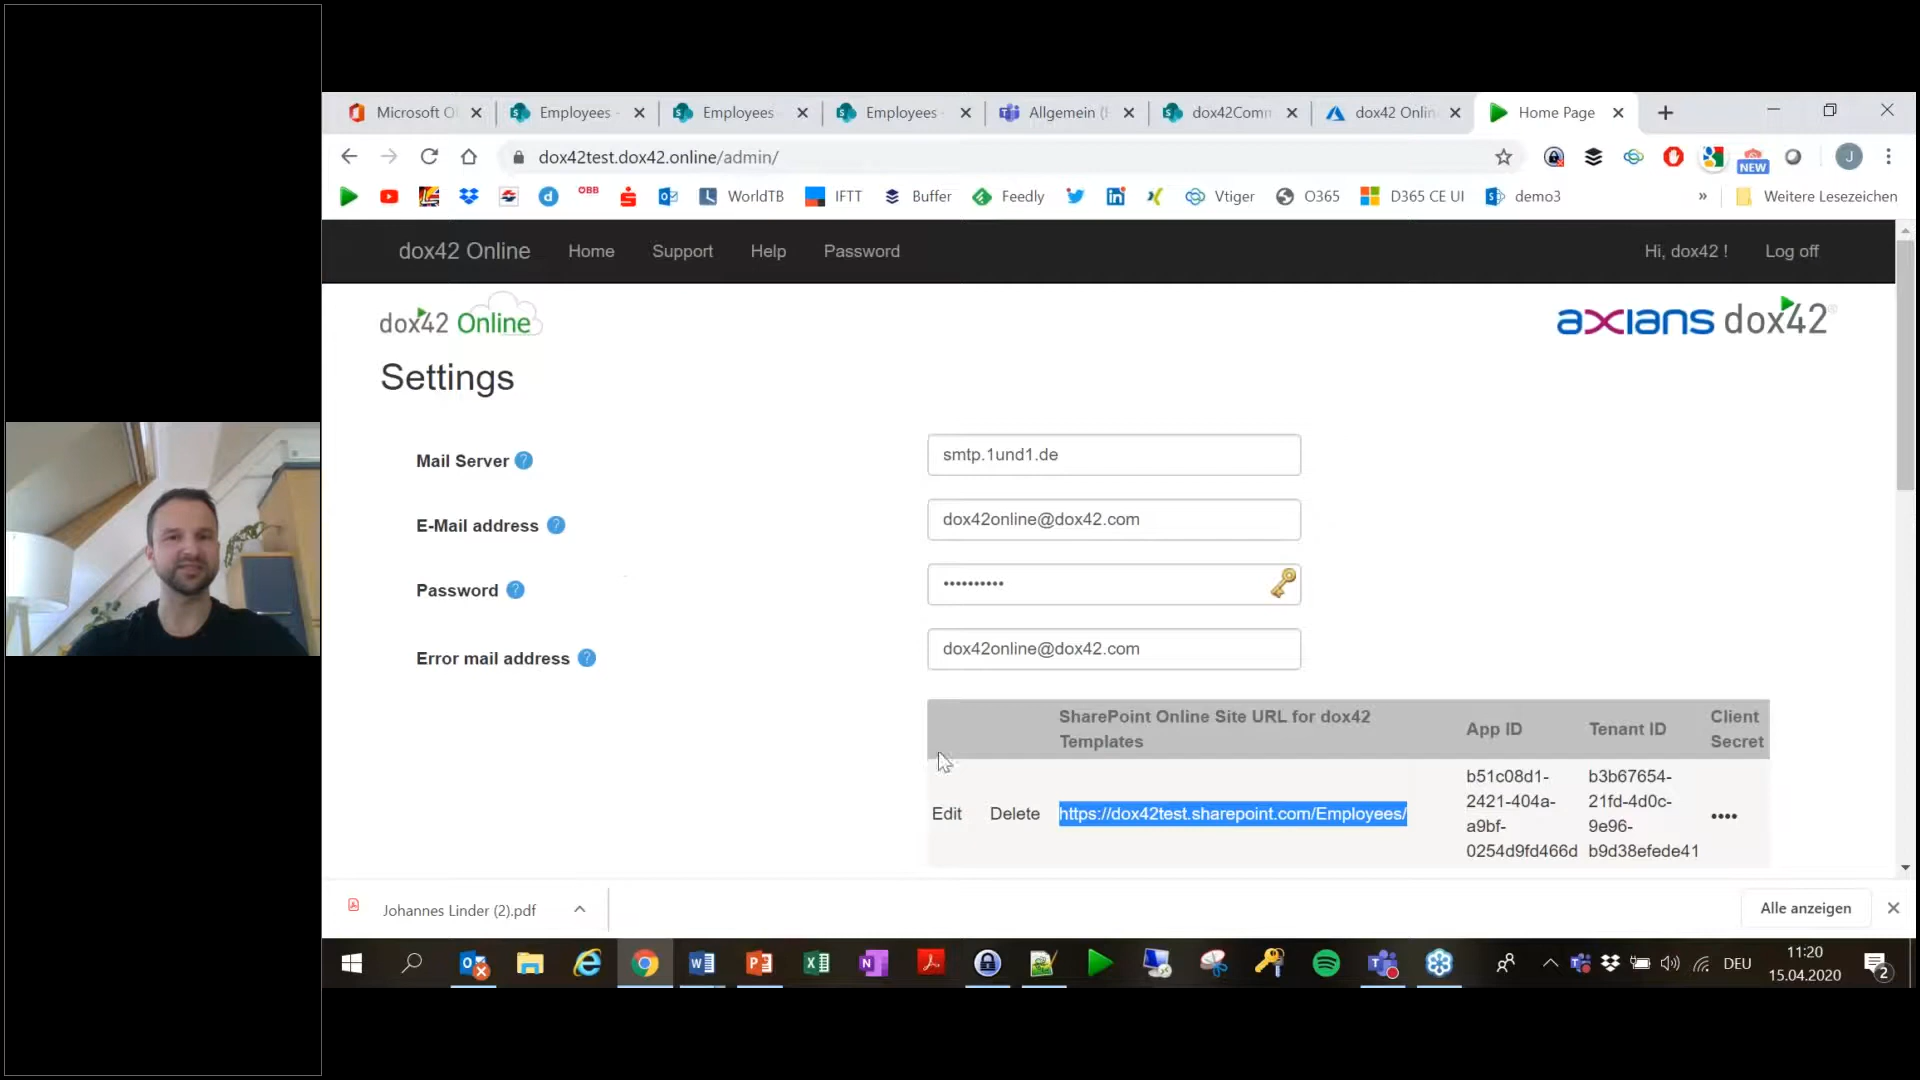 Microsoft O
Employees -
Employees
Employees -
Allgemein (
dox42Comm
dox42 Onlin
Home Page
dox42test.dox42.online/admin/
NEW
J
OBB
WorldTB
IFTT
Buffer
Feedly
Vtiger
O365
D365 CE UI
demo3
»
Weitere Lesezeichen
dox42 Online
Home
Support
Help
Password
Hi, dox42 !
Log off
dox42 Online
axians dox42
Settings
Mail Server ?
smtp.1und1.de
E-Mail address ?
dox42online@dox42.com
Password ?
••••••••••
Error mail address ?
dox42online@dox42.com
SharePoint Online Site URL for dox42
Templates
App ID
Tenant ID
Client
Secret
Edit
Delete
https://dox42test.sharepoint.com/Employees/
b51c08d1-
2421-404a-
a9bf-
0254d9fd466d
b3b67654-
21fd-4d0c-
9e96-
b9d38efede41
••••
Johannes Linder (2).pdf
Alle anzeigen
DEU
11:20
15.04.2020
2